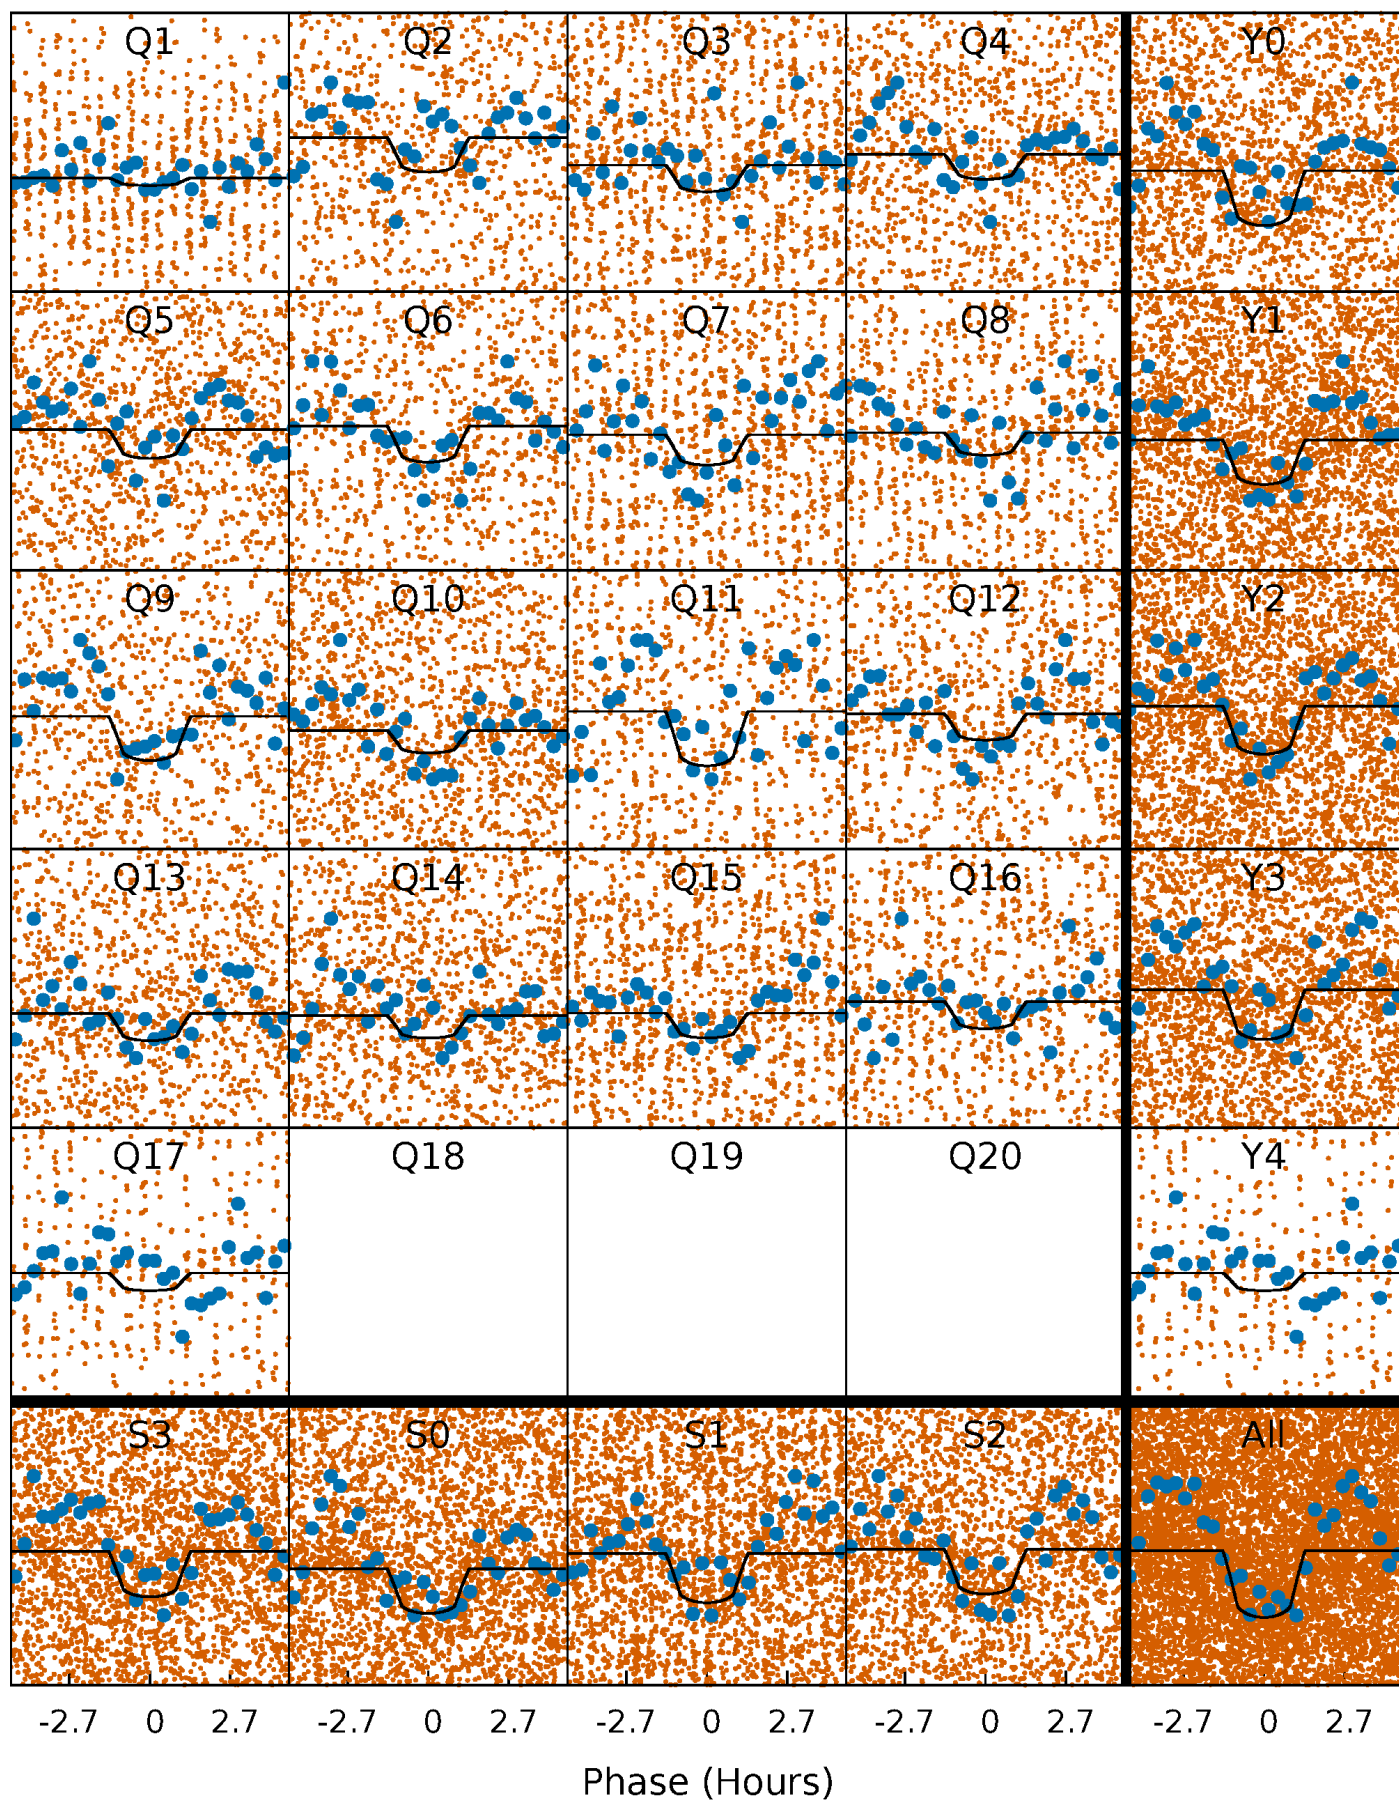 Q1 Q2 Q3 Q4 Y0
Q5 Q6 Q7 Q8 Y1
Q9 Q10 Q11 Q12 Y2
Q13 Q14 Q15 Q16 Y3
Q17 Q18 Q19 Q20 Y4
S3 S0 S1 S2 All
-2.7 0 2.7 -2.7 0 2.7 -2.7 0 2.7 -2.7 0 2.7 -2.7 0 2.7
Phase (Hours)